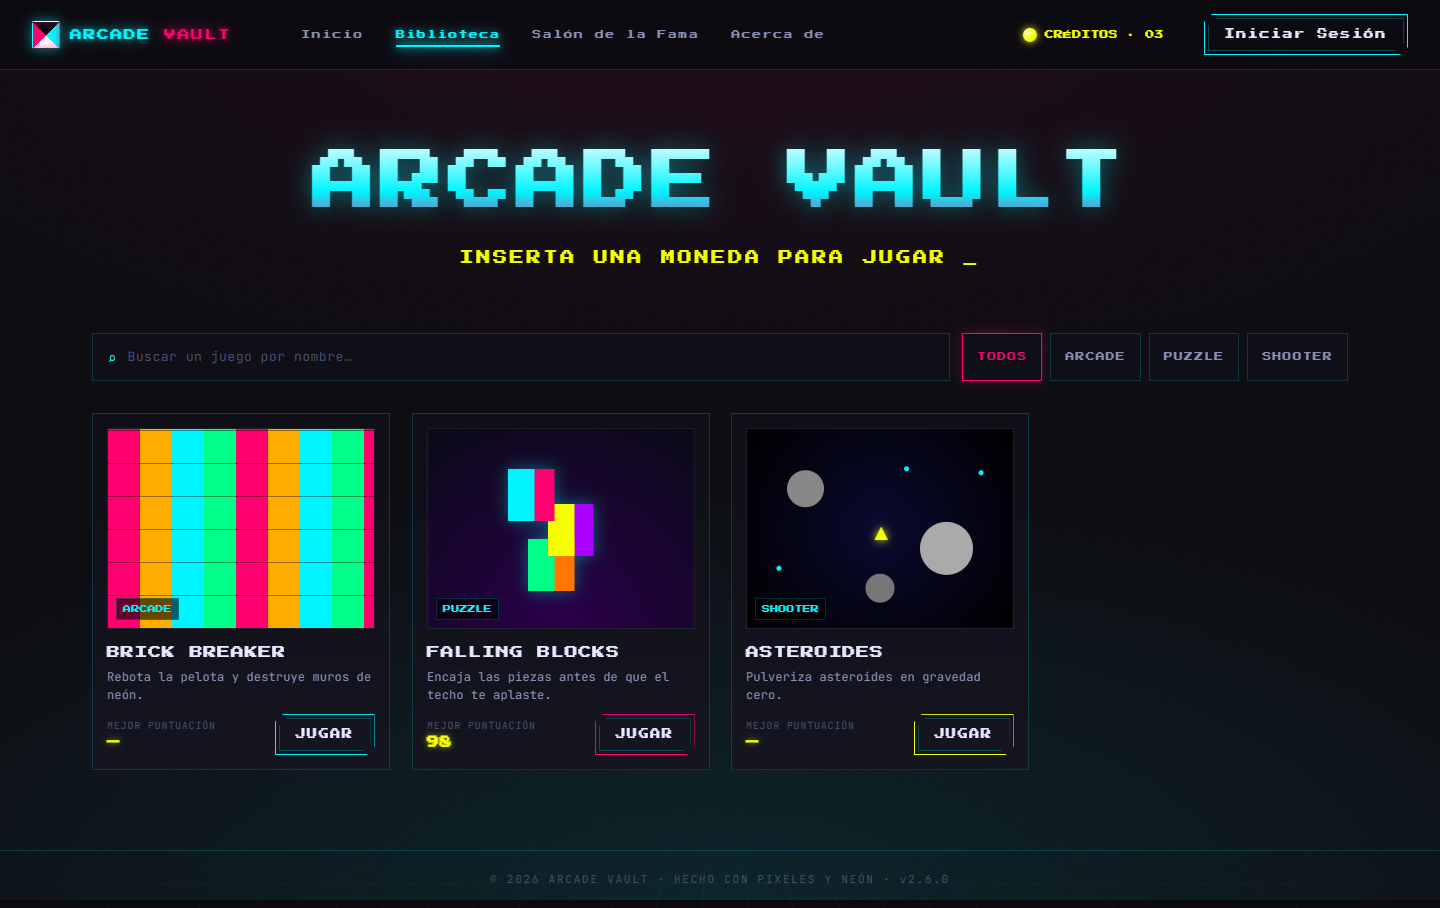 ARCADE VAULT
Inicio
Biblioteca
Salón de la Fama
Acerca de
CRéDITOS · 03
Iniciar Sesión
ARCADE VAULT
INSERTA UNA MONEDA PARA JUGAR _
Buscar un juego por nombre…
TODOS
ARCADE
PUZZLE
SHOOTER
ARCADE
BRICK BREAKER
Rebota la pelota y destruye muros de
neón.
MEJOR PUNTUACIÓN
—
JUGAR
PUZZLE
FALLING BLOCKS
Encaja las piezas antes de que el
techo te aplaste.
MEJOR PUNTUACIÓN
98
JUGAR
SHOOTER
ASTEROIDES
Pulveriza asteroides en gravedad
cero.
MEJOR PUNTUACIÓN
—
JUGAR
© 2026 ARCADE VAULT · HECHO CON PIXELES Y NEÓN · v2.6.0